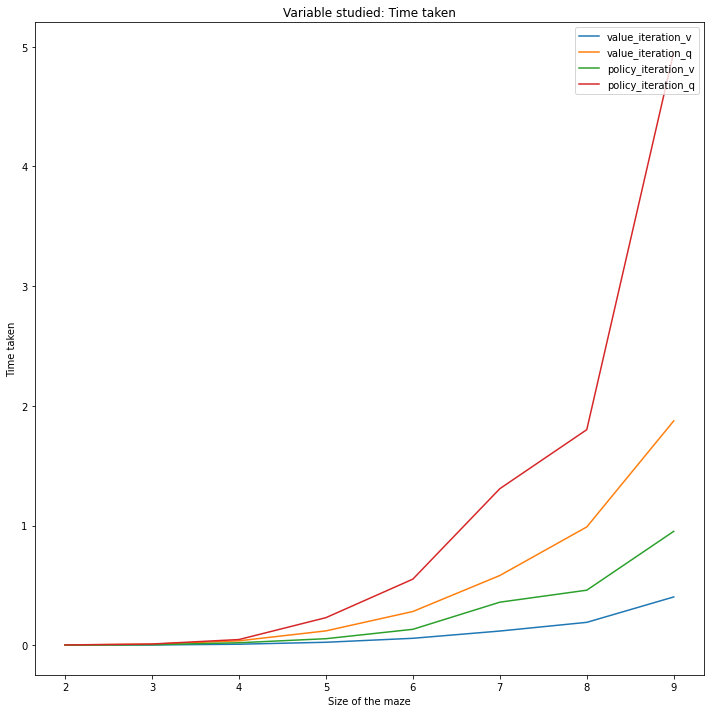 Variable studied: Time taken
value_iteration_v
value_iteration_q
policy_iteration_v
policy_iteration_q
5
4
3
2
1
0
Time taken
2 3 4 5 6 7 8 9
Size of the maze